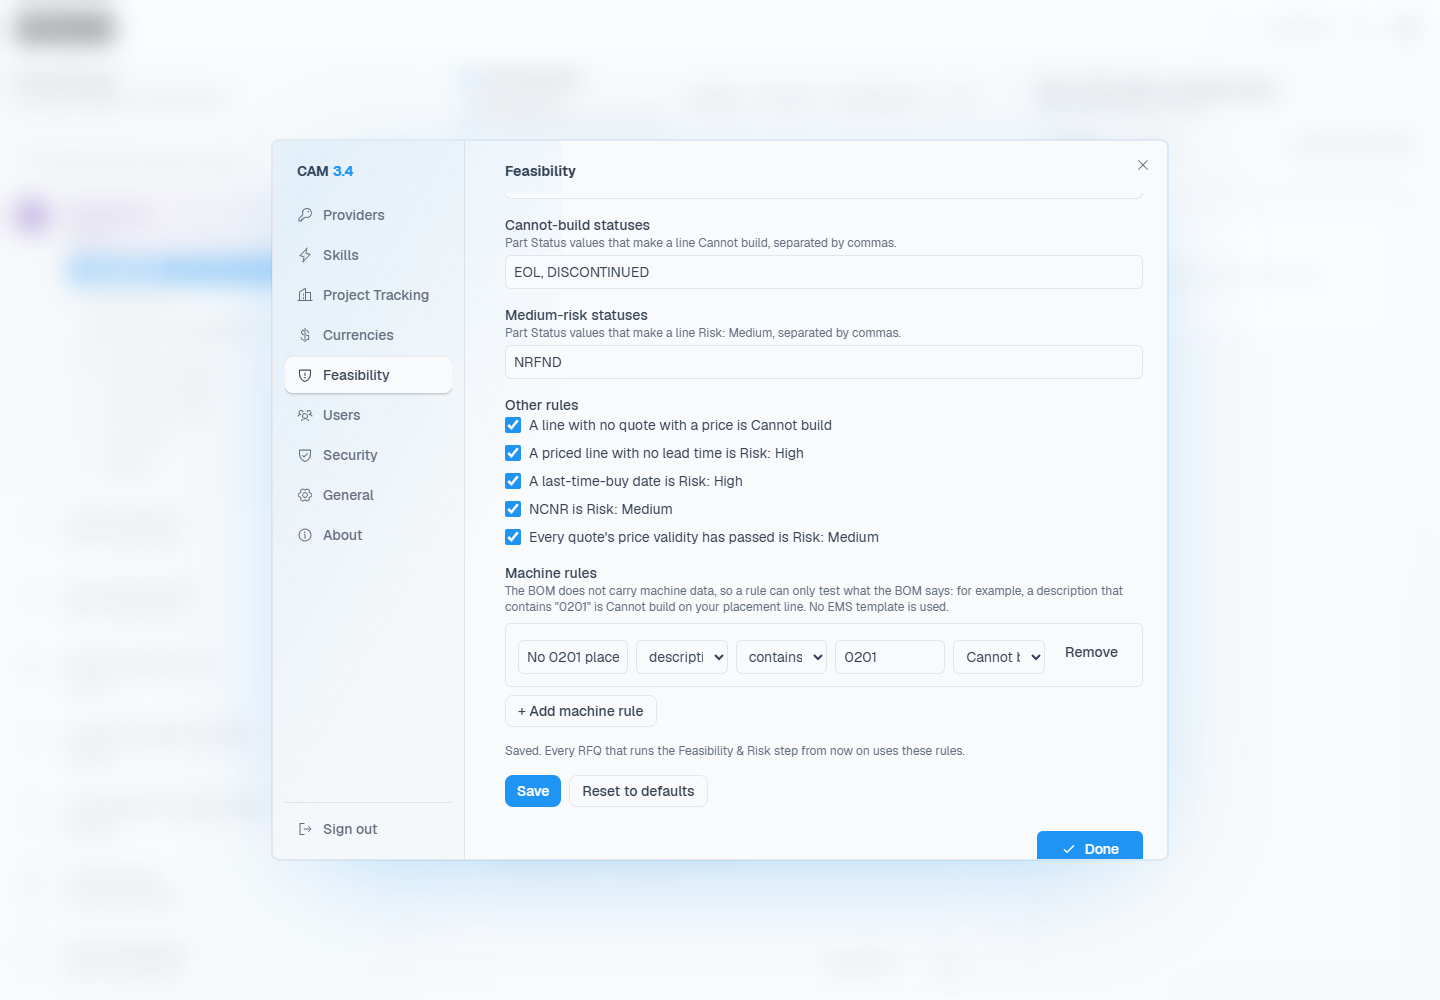 CAM 3.4
Providers
Skills
Project Tracking
Currencies
Feasibility
Users
Security
General
About
Sign out
Feasibility
Cannot-build statuses
Part Status values that make a line Cannot build, separated by commas.
EOL, DISCONTINUED
Medium-risk statuses
Part Status values that make a line Risk: Medium, separated by commas.
NRFND
Other rules
A line with no quote with a price is Cannot build
A priced line with no lead time is Risk: High
A last-time-buy date is Risk: High
NCNR is Risk: Medium
Every quote's price validity has passed is Risk: Medium
Machine rules
The BOM does not carry machine data, so a rule can only test what the BOM says: for example, a description that
contains "0201" is Cannot build on your placement line. No EMS template is used.
No 0201 place descripti contains 0201 Cannot b Remove
+ Add machine rule
Saved. Every RFQ that runs the Feasibility & Risk step from now on uses these rules.
Save Reset to defaults
Done